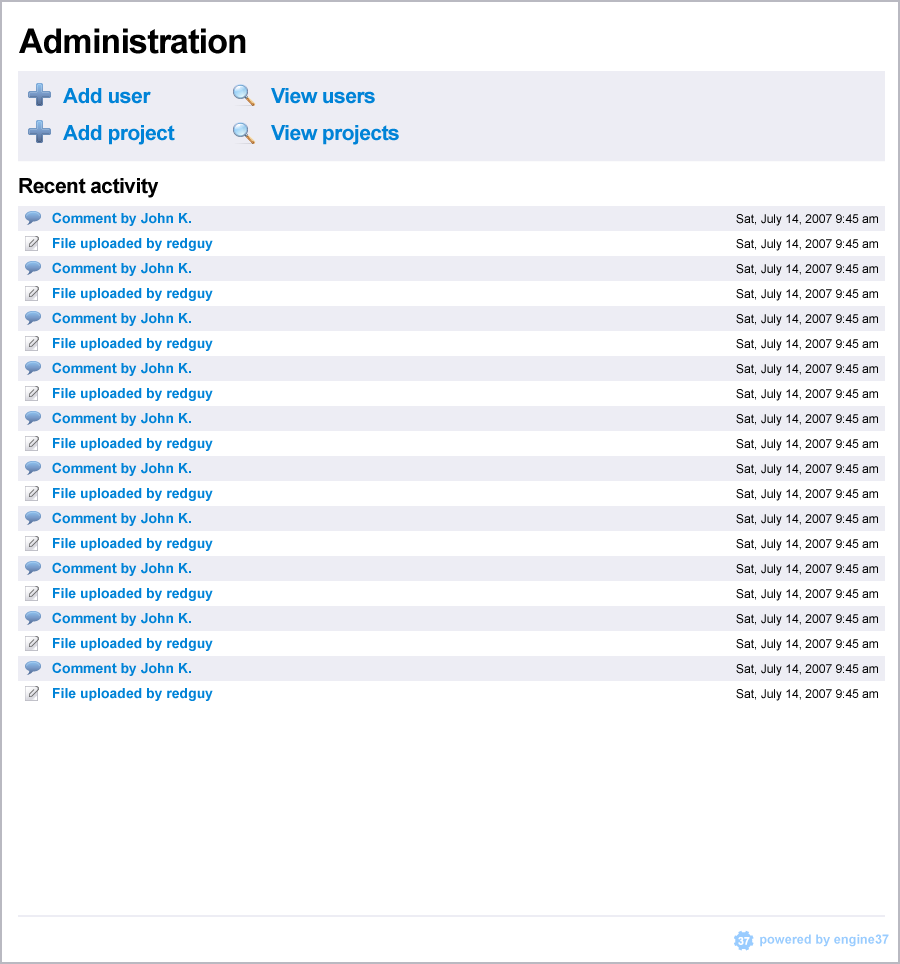 Administration
Add user View users
Add project View projects
Recent activity
Comment by John K. Sat, July 14, 2007 9:45 am
File uploaded by redguy Sat, July 14, 2007 9:45 am
Comment by John K. Sat, July 14, 2007 9:45 am
File uploaded by redguy Sat, July 14, 2007 9:45 am
Comment by John K. Sat, July 14, 2007 9:45 am
File uploaded by redguy Sat, July 14, 2007 9:45 am
Comment by John K. Sat, July 14, 2007 9:45 am
File uploaded by redguy Sat, July 14, 2007 9:45 am
Comment by John K. Sat, July 14, 2007 9:45 am
File uploaded by redguy Sat, July 14, 2007 9:45 am
Comment by John K. Sat, July 14, 2007 9:45 am
File uploaded by redguy Sat, July 14, 2007 9:45 am
Comment by John K. Sat, July 14, 2007 9:45 am
File uploaded by redguy Sat, July 14, 2007 9:45 am
Comment by John K. Sat, July 14, 2007 9:45 am
File uploaded by redguy Sat, July 14, 2007 9:45 am
Comment by John K. Sat, July 14, 2007 9:45 am
File uploaded by redguy Sat, July 14, 2007 9:45 am
Comment by John K. Sat, July 14, 2007 9:45 am
File uploaded by redguy Sat, July 14, 2007 9:45 am
37 powered by engine37